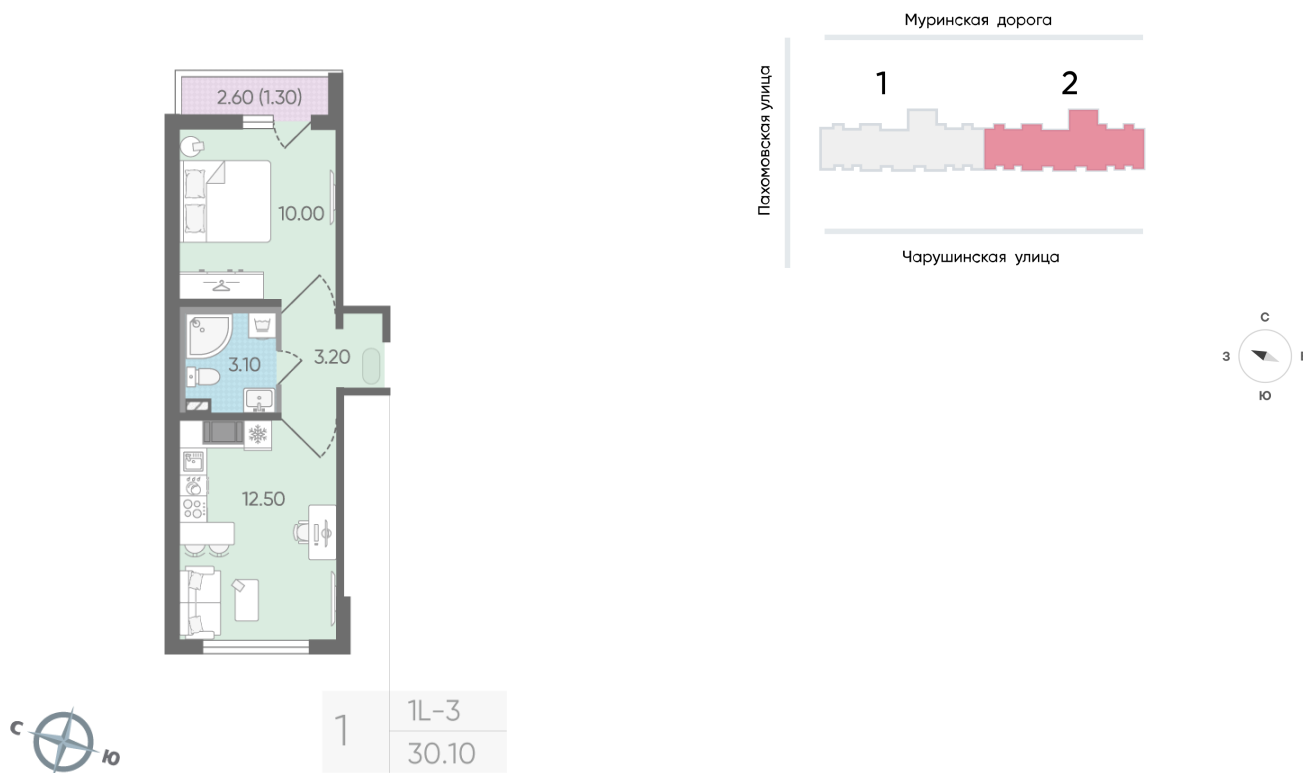 Муринская дорога
Пахомовская улица
1
2
Чарушинская улица
2.60 (1.30)
10.00
3.10
3.20
12.50
С
З
Ю
С
Ю
1
1L-3
30.10